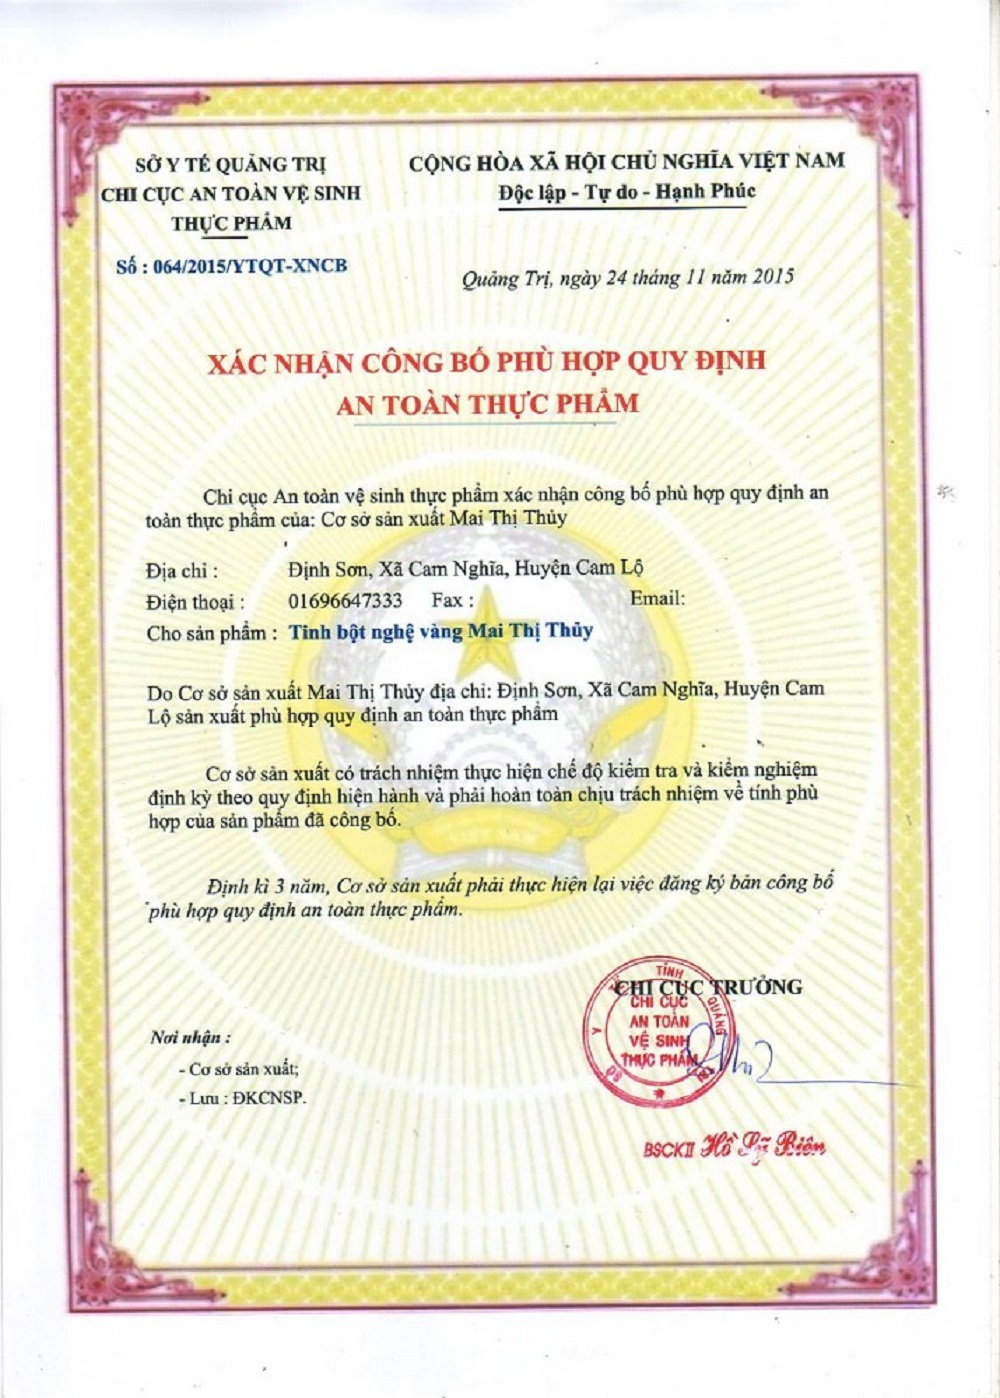 SỞ Y TẾ QUẢNG TRỊ
CHI CỤC AN TOÀN VỆ SINH
THỰC PHẨM
Số : 064/2015/YTQT-XNCB
CỘNG HÒA XÃ HỘI CHỦ NGHĨA VIỆT NAM
Độc lập - Tự do - Hạnh Phúc
Quảng Trị, ngày 24 tháng 11 năm 2015
XÁC NHẬN CÔNG BỐ PHÙ HỢP QUY ĐỊNH
AN TOÀN THỰC PHẨM
Chi cục An toàn vệ sinh thực phẩm xác nhận công bố phù hợp quy định an
toàn thực phẩm của: Cơ sở sản xuất Mai Thị Thủy
Địa chỉ : Định Sơn, Xã Cam Nghĩa, Huyện Cam Lộ
Điện thoại : 01696647333 Fax : Email:
Cho sản phẩm : Tinh bột nghệ vàng Mai Thị Thủy
Do Cơ sở sản xuất Mai Thị Thủy địa chỉ: Định Sơn, Xã Cam Nghĩa, Huyện Cam
Lộ sản xuất phù hợp quy định an toàn thực phẩm
Cơ sở sản xuất có trách nhiệm thực hiện chế độ kiểm tra và kiểm nghiệm
định kỳ theo quy định hiện hành và phải hoàn toàn chịu trách nhiệm về tính phù
hợp của sản phẩm đã công bố.
Định kì 3 năm, Cơ sở sản xuất phải thực hiện lại việc đăng ký bản công bố
phù hợp quy định an toàn thực phẩm.
CHI CỤC TRƯỞNG
SỞ Y TẾ TỈNH QUẢNG TRỊ
CHI CỤC
AN TOÀN
VỆ SINH
THỰC PHẨM
Nơi nhận :
- Cơ sở sản xuất;
- Lưu : ĐKCNSP.
BSCKII Hồ Sỹ Biên